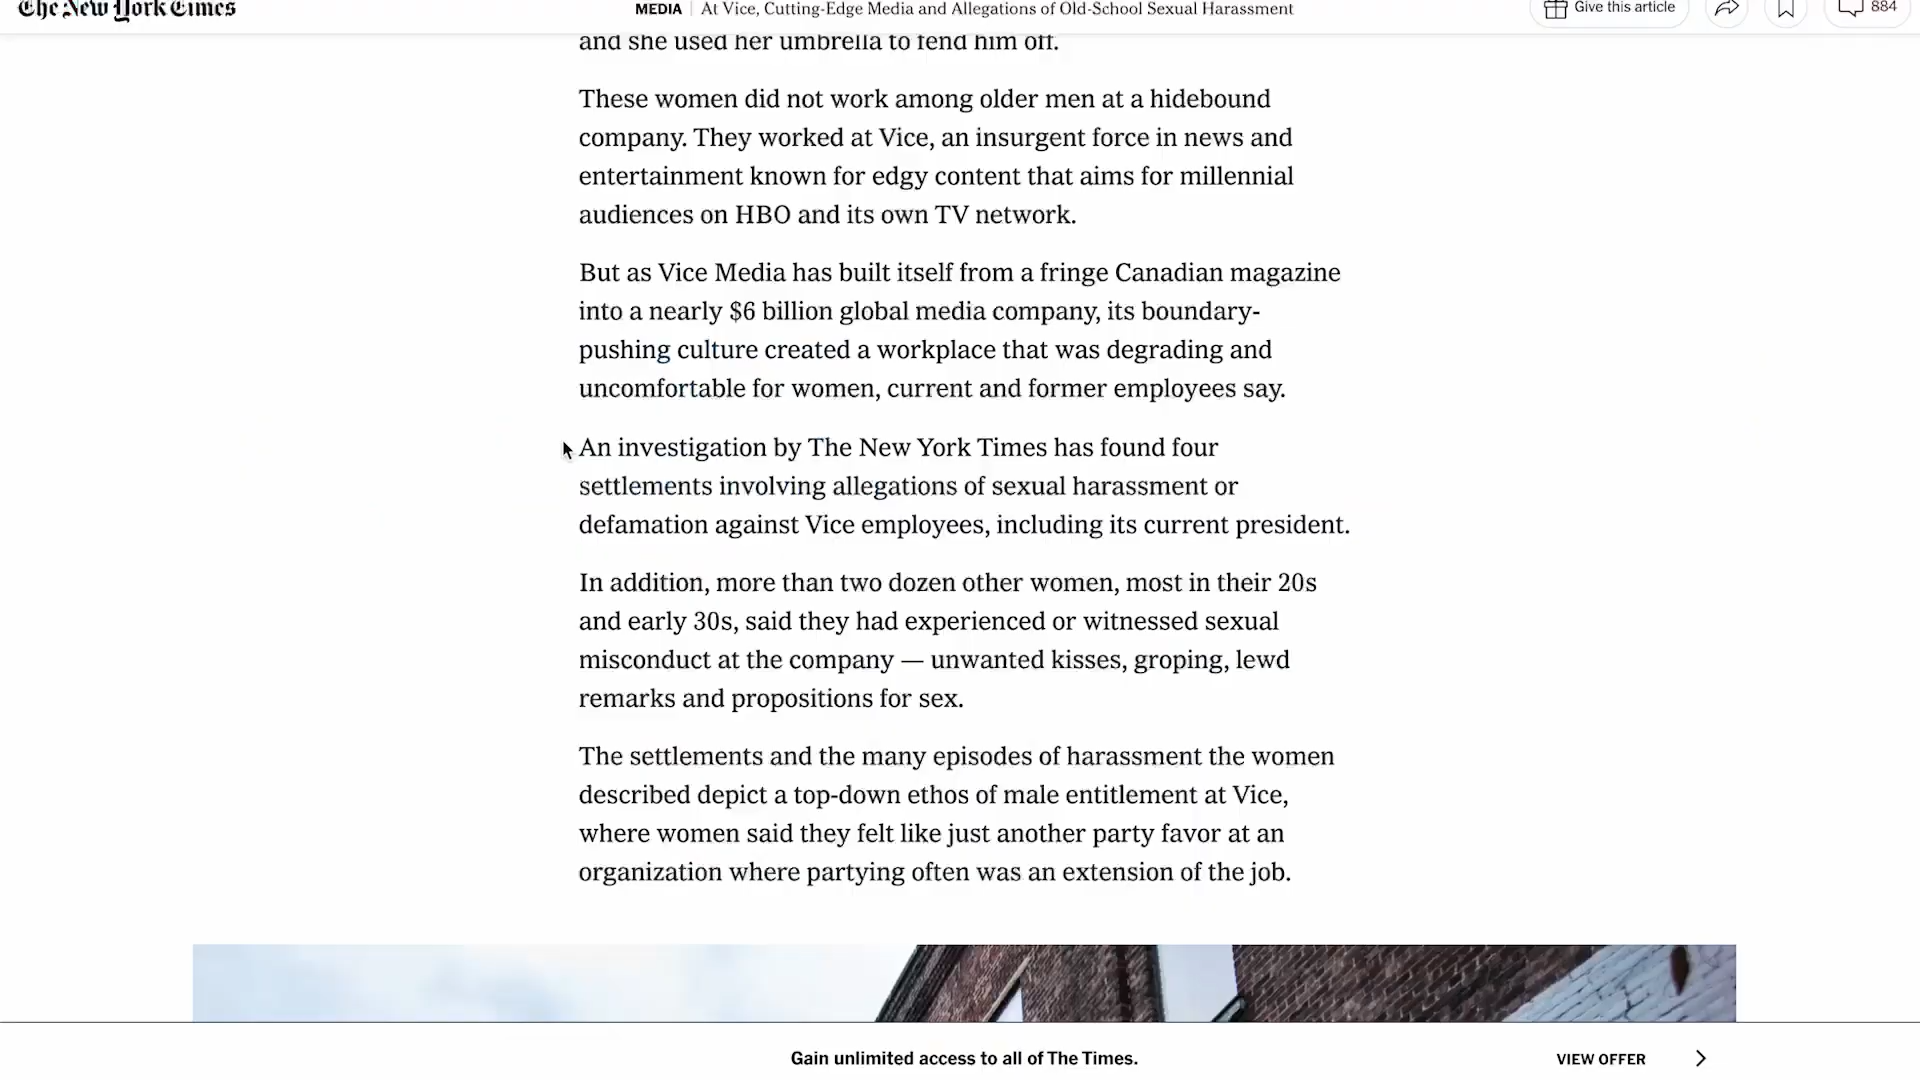 The New York Times
MEDIA | At Vice, Cutting-Edge Media and Allegations of Old-School Sexual Harassment
Give this article
884
and she used her umbrella to fend him off.
These women did not work among older men at a hidebound
company. They worked at Vice, an insurgent force in news and
entertainment known for edgy content that aims for millennial
audiences on HBO and its own TV network.
But as Vice Media has built itself from a fringe Canadian magazine
into a nearly $6 billion global media company, its boundary-
pushing culture created a workplace that was degrading and
uncomfortable for women, current and former employees say.
An investigation by The New York Times has found four
settlements involving allegations of sexual harassment or
defamation against Vice employees, including its current president.
In addition, more than two dozen other women, most in their 20s
and early 30s, said they had experienced or witnessed sexual
misconduct at the company — unwanted kisses, groping, lewd
remarks and propositions for sex.
The settlements and the many episodes of harassment the women
described depict a top-down ethos of male entitlement at Vice,
where women said they felt like just another party favor at an
organization where partying often was an extension of the job.
Gain unlimited access to all of The Times.
VIEW OFFER